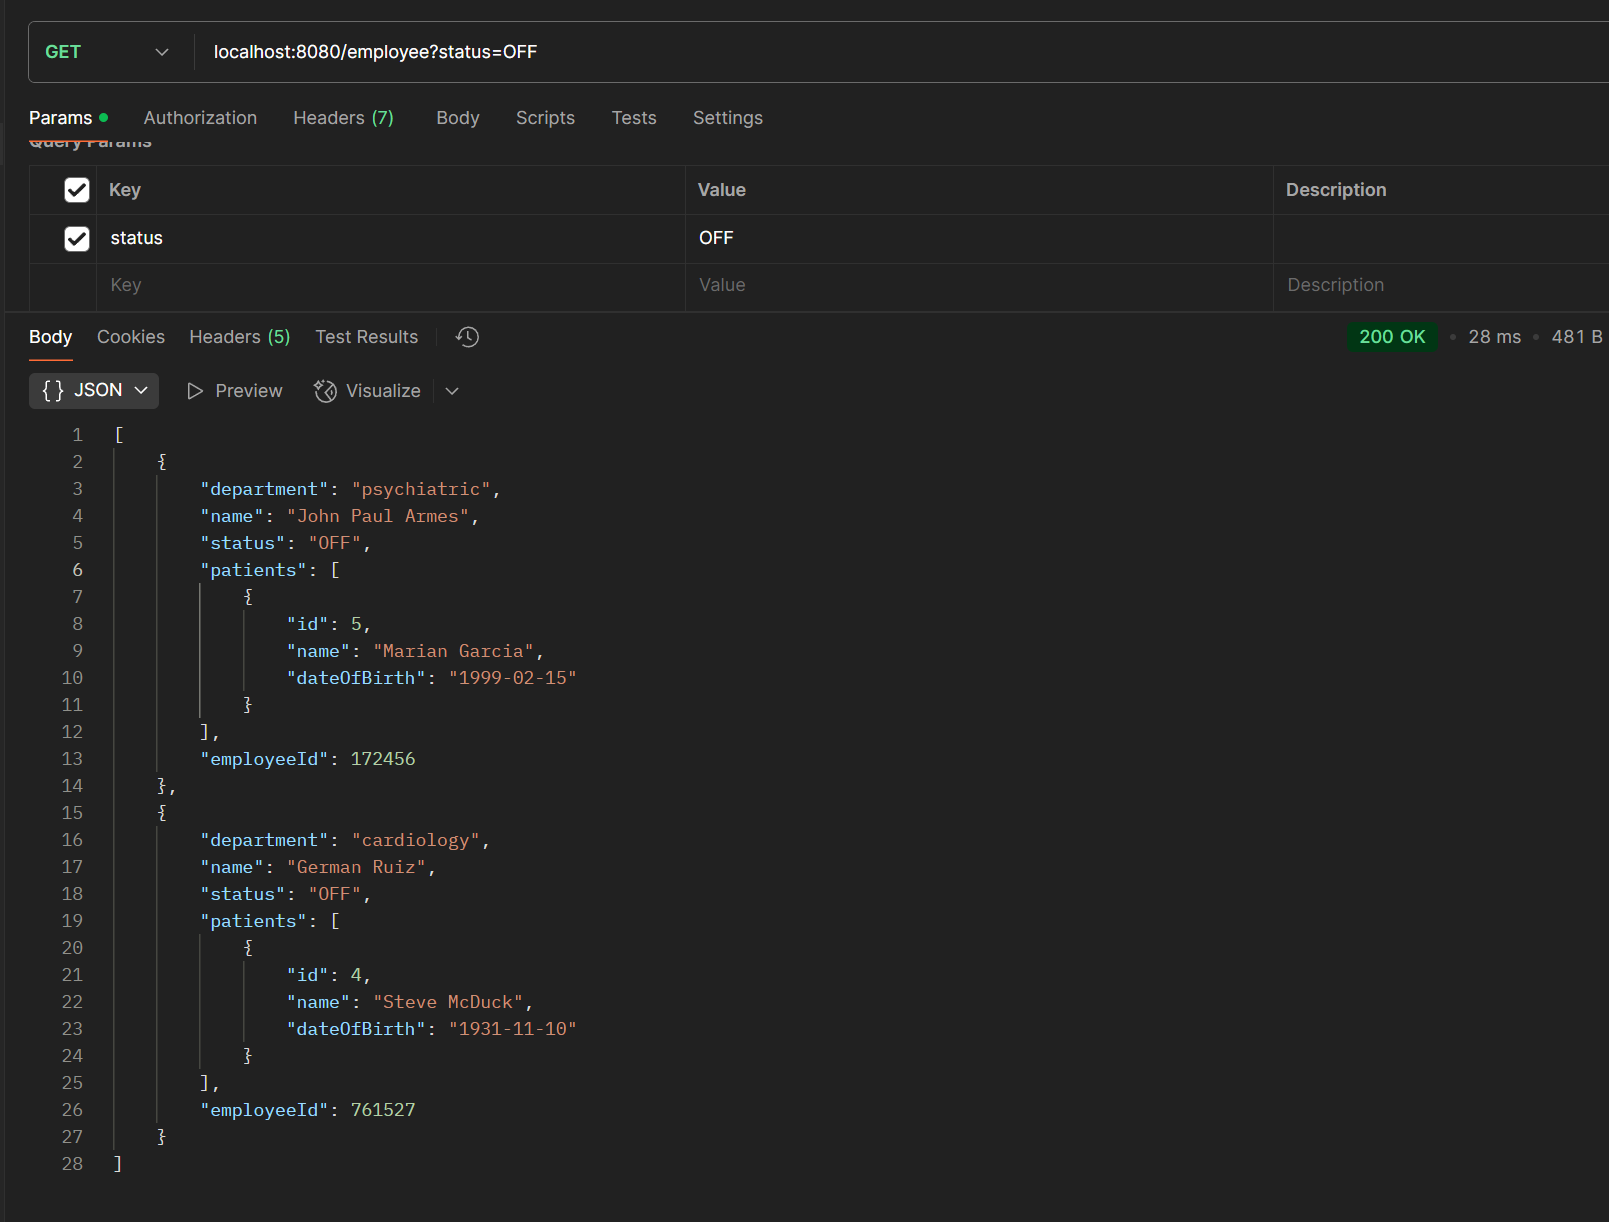 GET localhost:8080/employee?status=OFF
Params Authorization Headers (7) Body Scripts Tests Settings
Query Params
Key Value Description
status OFF
Key Value Description
Body Cookies Headers (5) Test Results 200 OK • 28 ms • 481 B
{} JSON Preview Visualize
1 [
2 {
3 "department": "psychiatric",
4 "name": "John Paul Armes",
5 "status": "OFF",
6 "patients": [
7 {
8 "id": 5,
9 "name": "Marian Garcia",
10 "dateOfBirth": "1999-02-15"
11 }
12 ],
13 "employeeId": 172456
14 },
15 {
16 "department": "cardiology",
17 "name": "German Ruiz",
18 "status": "OFF",
19 "patients": [
20 {
21 "id": 4,
22 "name": "Steve McDuck",
23 "dateOfBirth": "1931-11-10"
24 }
25 ],
26 "employeeId": 761527
27 }
28 ]